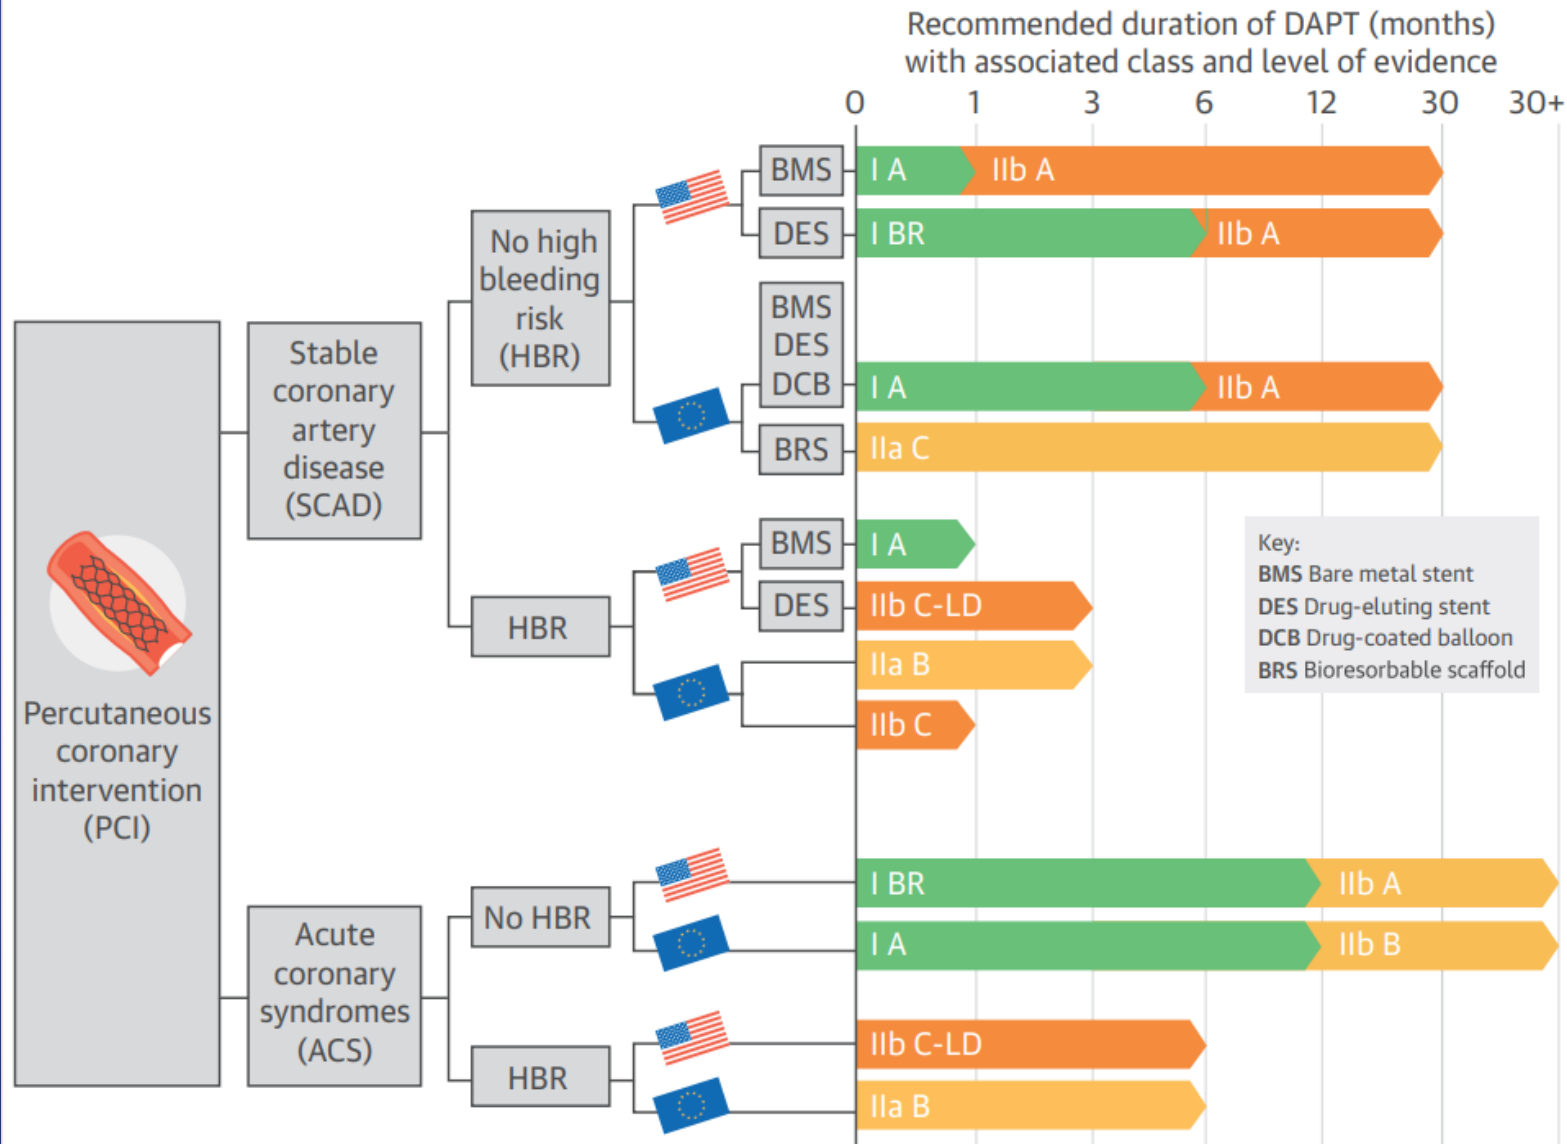 Recommended duration of DAPT (months)
with associated class and level of evidence
0 1 3 6 12 30 30+
BMS
I A
IIb A
DES
I BR
IIb A
No high
bleeding
risk
(HBR)
BMS
DES
DCB
I A
IIb A
BRS
IIa C
Stable
coronary
artery
disease
(SCAD)
HBR
BMS
I A
DES
IIb C-LD
IIa B
IIb C
Key:
BMS Bare metal stent
DES Drug-eluting stent
DCB Drug-coated balloon
BRS Bioresorbable scaffold
Percutaneous
coronary
intervention
(PCI)
Acute
coronary
syndromes
(ACS)
No HBR
I BR
IIb A
I A
IIb B
HBR
IIb C-LD
IIa B